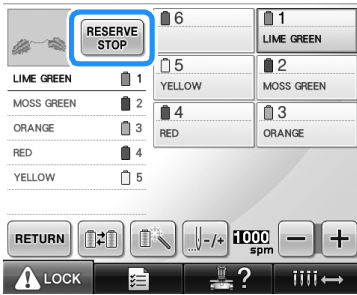 RESERVE
STOP
LIME GREEN 1
MOSS GREEN 2
ORANGE 3
RED 4
YELLOW 5
6
1
LIME GREEN
5
YELLOW
2
MOSS GREEN
4
RED
3
ORANGE
RETURN
-/+
1000
spm
− +
LOCK
?